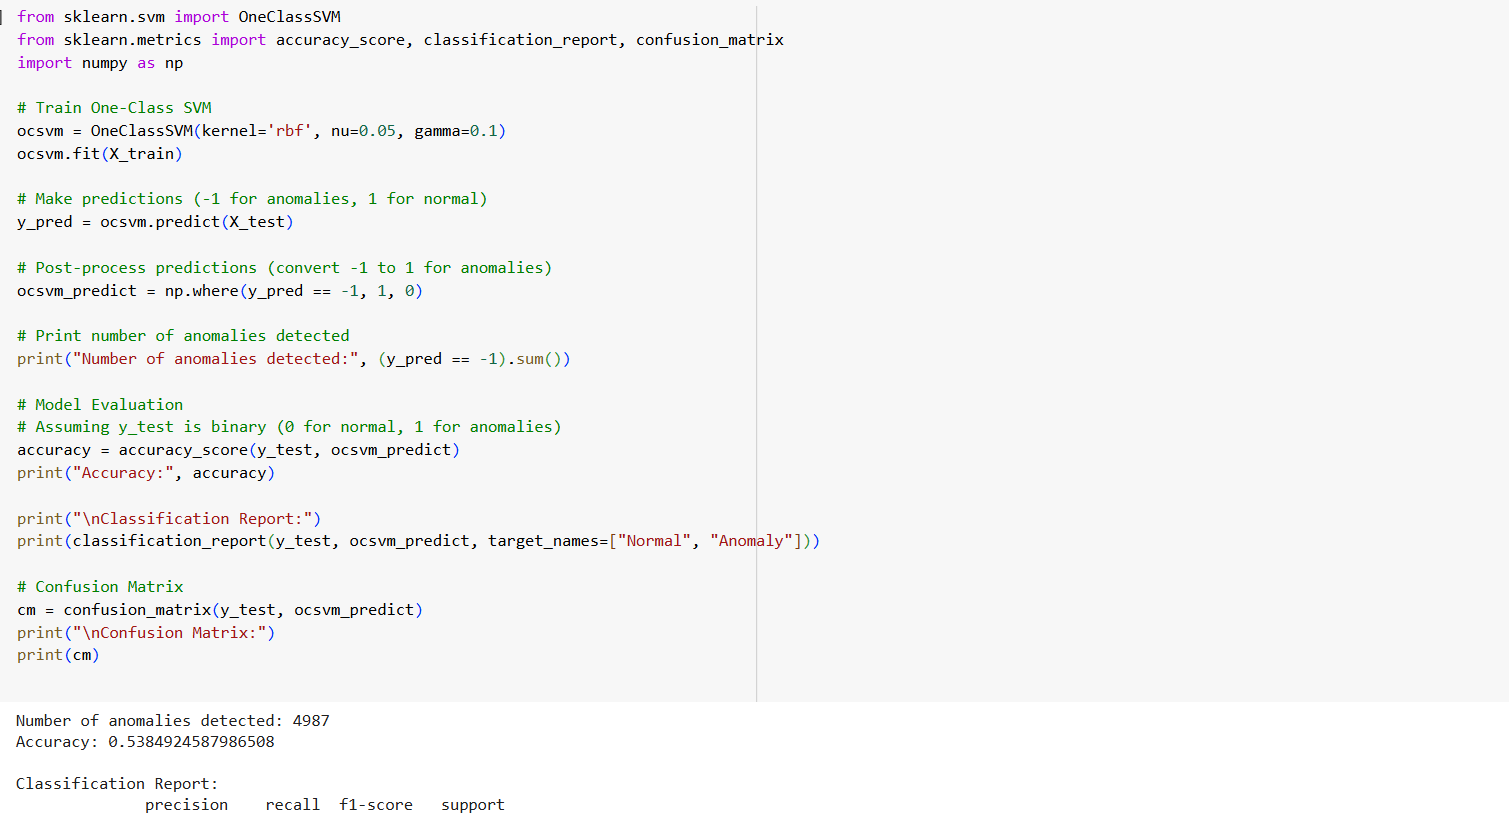 from sklearn.svm import OneClassSVM
from sklearn.metrics import accuracy_score, classification_report, confusion_matrix
import numpy as np

# Train One-Class SVM
ocsvm = OneClassSVM(kernel='rbf', nu=0.05, gamma=0.1)
ocsvm.fit(X_train)

# Make predictions (-1 for anomalies, 1 for normal)
y_pred = ocsvm.predict(X_test)

# Post-process predictions (convert -1 to 1 for anomalies)
ocsvm_predict = np.where(y_pred == -1, 1, 0)

# Print number of anomalies detected
print("Number of anomalies detected:", (y_pred == -1).sum())

# Model Evaluation
# Assuming y_test is binary (0 for normal, 1 for anomalies)
accuracy = accuracy_score(y_test, ocsvm_predict)
print("Accuracy:", accuracy)

print("\nClassification Report:")
print(classification_report(y_test, ocsvm_predict, target_names=["Normal", "Anomaly"]))

# Confusion Matrix
cm = confusion_matrix(y_test, ocsvm_predict)
print("\nConfusion Matrix:")
print(cm)

Number of anomalies detected: 4987
Accuracy: 0.5384924587986508

Classification Report:
              precision    recall  f1-score   support